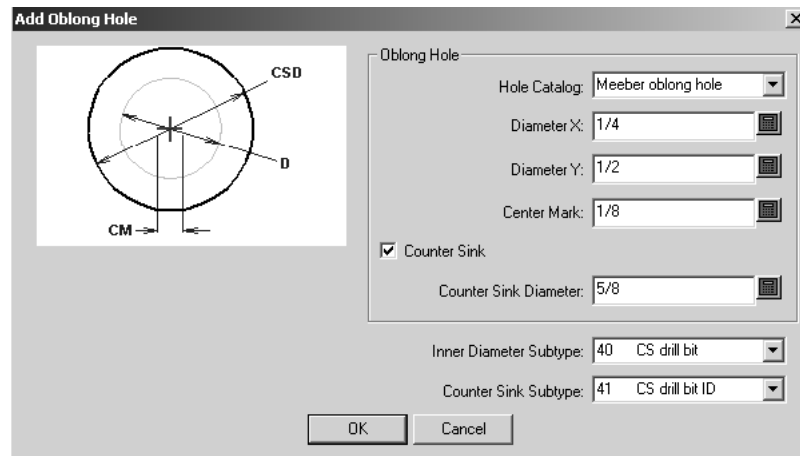 Add Oblong Hole
CSD
D
CM
Oblong Hole
Hole Catalog: Meeber oblong hole
Diameter X: 1/4
Diameter Y: 1/2
Center Mark: 1/8
Counter Sink
Counter Sink Diameter: 5/8
Inner Diameter Subtype: 40 CS drill bit
Counter Sink Subtype: 41 CS drill bit ID
OK Cancel